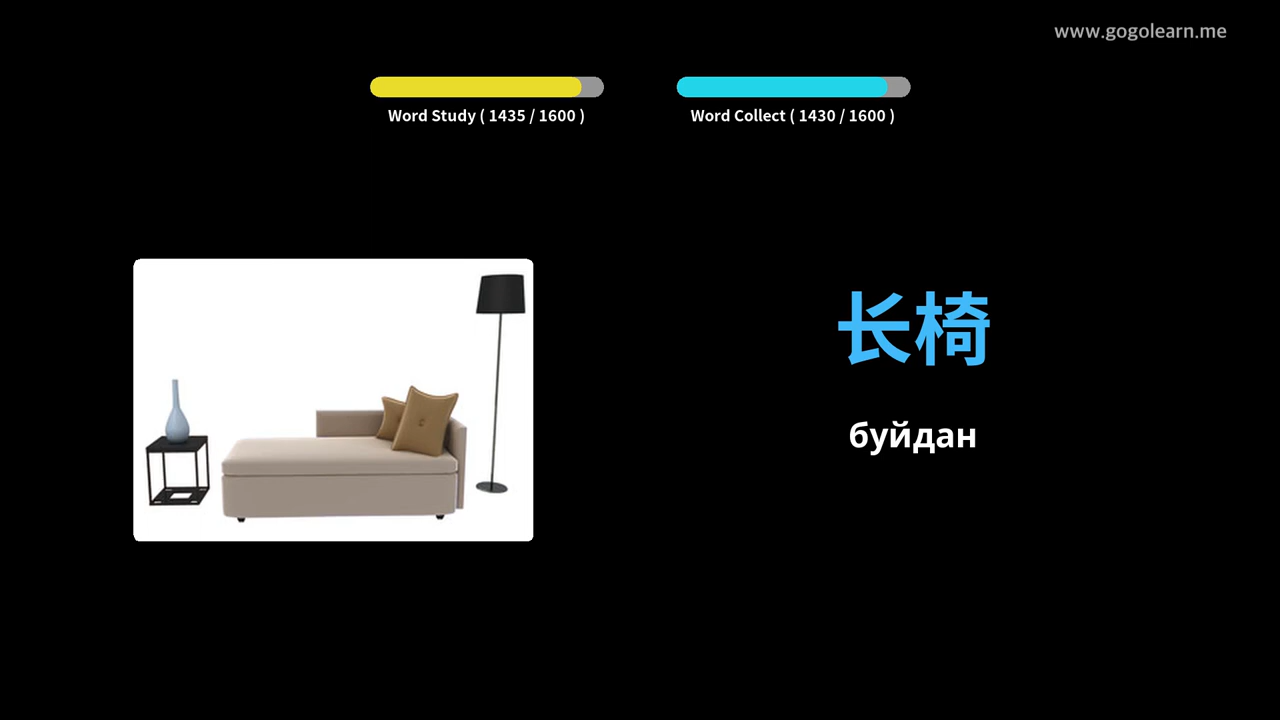 www.gogolearn.me
Word Study ( 1435 / 1600 )
Word Collect ( 1430 / 1600 )
长椅
буйдан